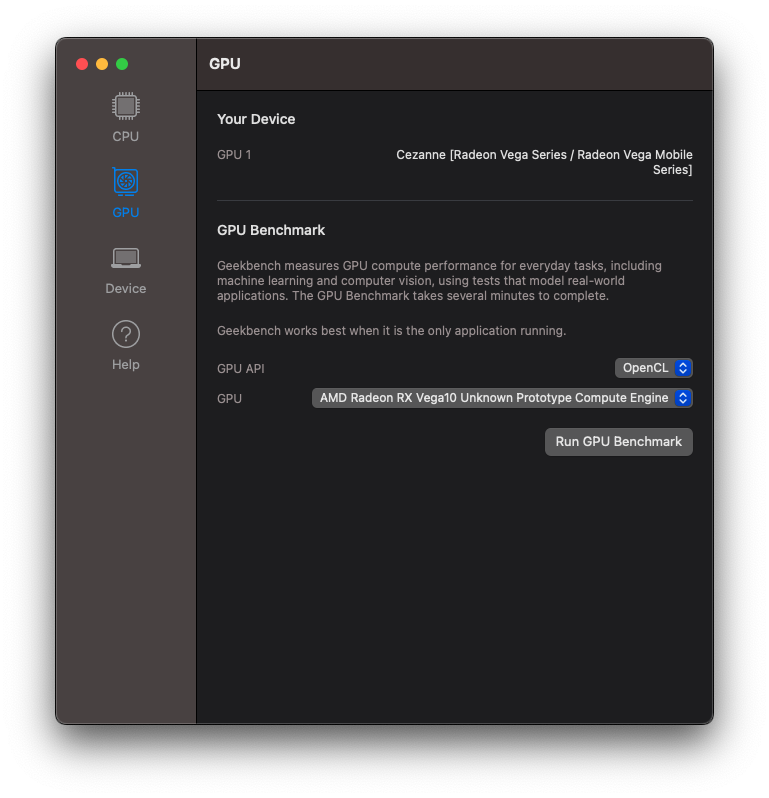 GPU
CPU
GPU
Device
Help
Your Device
GPU 1
Cezanne [Radeon Vega Series / Radeon Vega Mobile
Series]
GPU Benchmark
Geekbench measures GPU compute performance for everyday tasks, including
machine learning and computer vision, using tests that model real-world
applications. The GPU Benchmark takes several minutes to complete.
Geekbench works best when it is the only application running.
GPU API
OpenCL
GPU
AMD Radeon RX Vega10 Unknown Prototype Compute Engine
Run GPU Benchmark